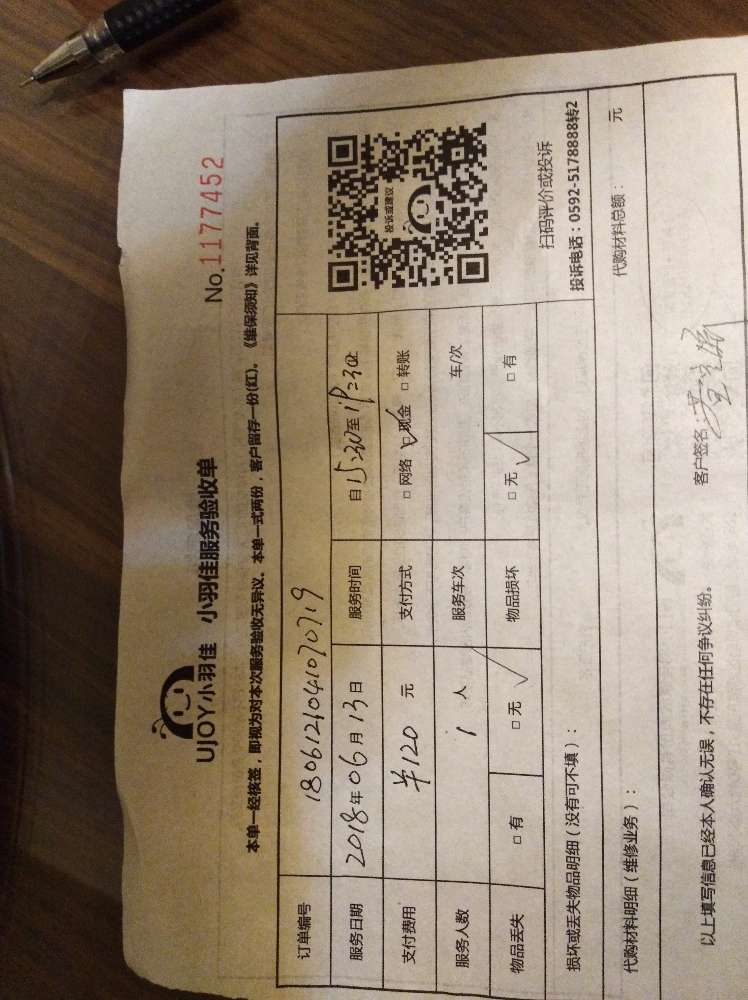 UJOY小羽佳 小羽佳服务验收单
No.1177452
本单一经核签，即视为对本次服务验收无异议。本单一式两份，客户留存一份(红)。《维保须知》详见背面。
订单编号 1806121041070719
服务日期 2018年06月13日 服务时间 自15:30至17:30止
支付费用 ¥120 元 支付方式 □ 网络 □ 现金 ✓ □ 转账
服务人数 1 人 服务车次 车/次
物品丢失 □ 有 □ 无 ✓ 物品损坏 □ 无 ✓ □ 有
投诉或建议
扫码评价或投诉
投诉电话：0592-5178888转2
损坏或丢失物品明细（没有可不填）：
代购材料明细（维修业务）： 代购材料总额： 元
以上填写信息已经本人确认无误，不存在任何争议纠纷。 客户签名：